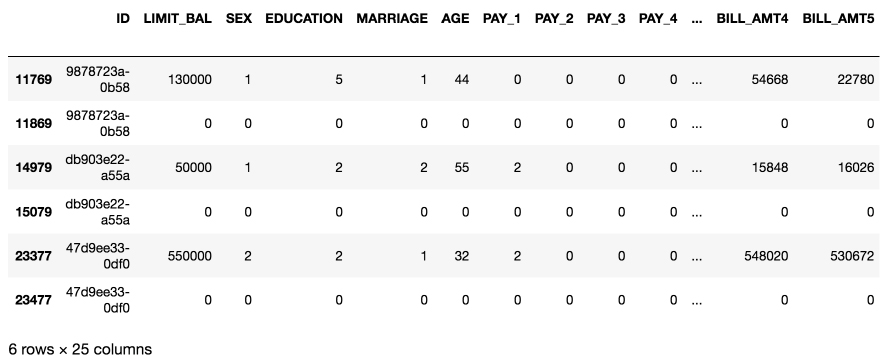 ID LIMIT_BAL SEX EDUCATION MARRIAGE AGE PAY_1 PAY_2 PAY_3 PAY_4 ... BILL_AMT4 BILL_AMT5
11769 9878723a-0b58 130000 1 5 1 44 0 0 0 0 ... 54668 22780
11869 9878723a-0b58 0 0 0 0 0 0 0 0 0 ... 0 0
14979 db903e22-a55a 50000 1 2 2 55 2 0 0 0 ... 15848 16026
15079 db903e22-a55a 0 0 0 0 0 0 0 0 0 ... 0 0
23377 47d9ee33-0df0 550000 2 2 1 32 2 0 0 0 ... 548020 530672
23477 47d9ee33-0df0 0 0 0 0 0 0 0 0 0 ... 0 0
6 rows × 25 columns